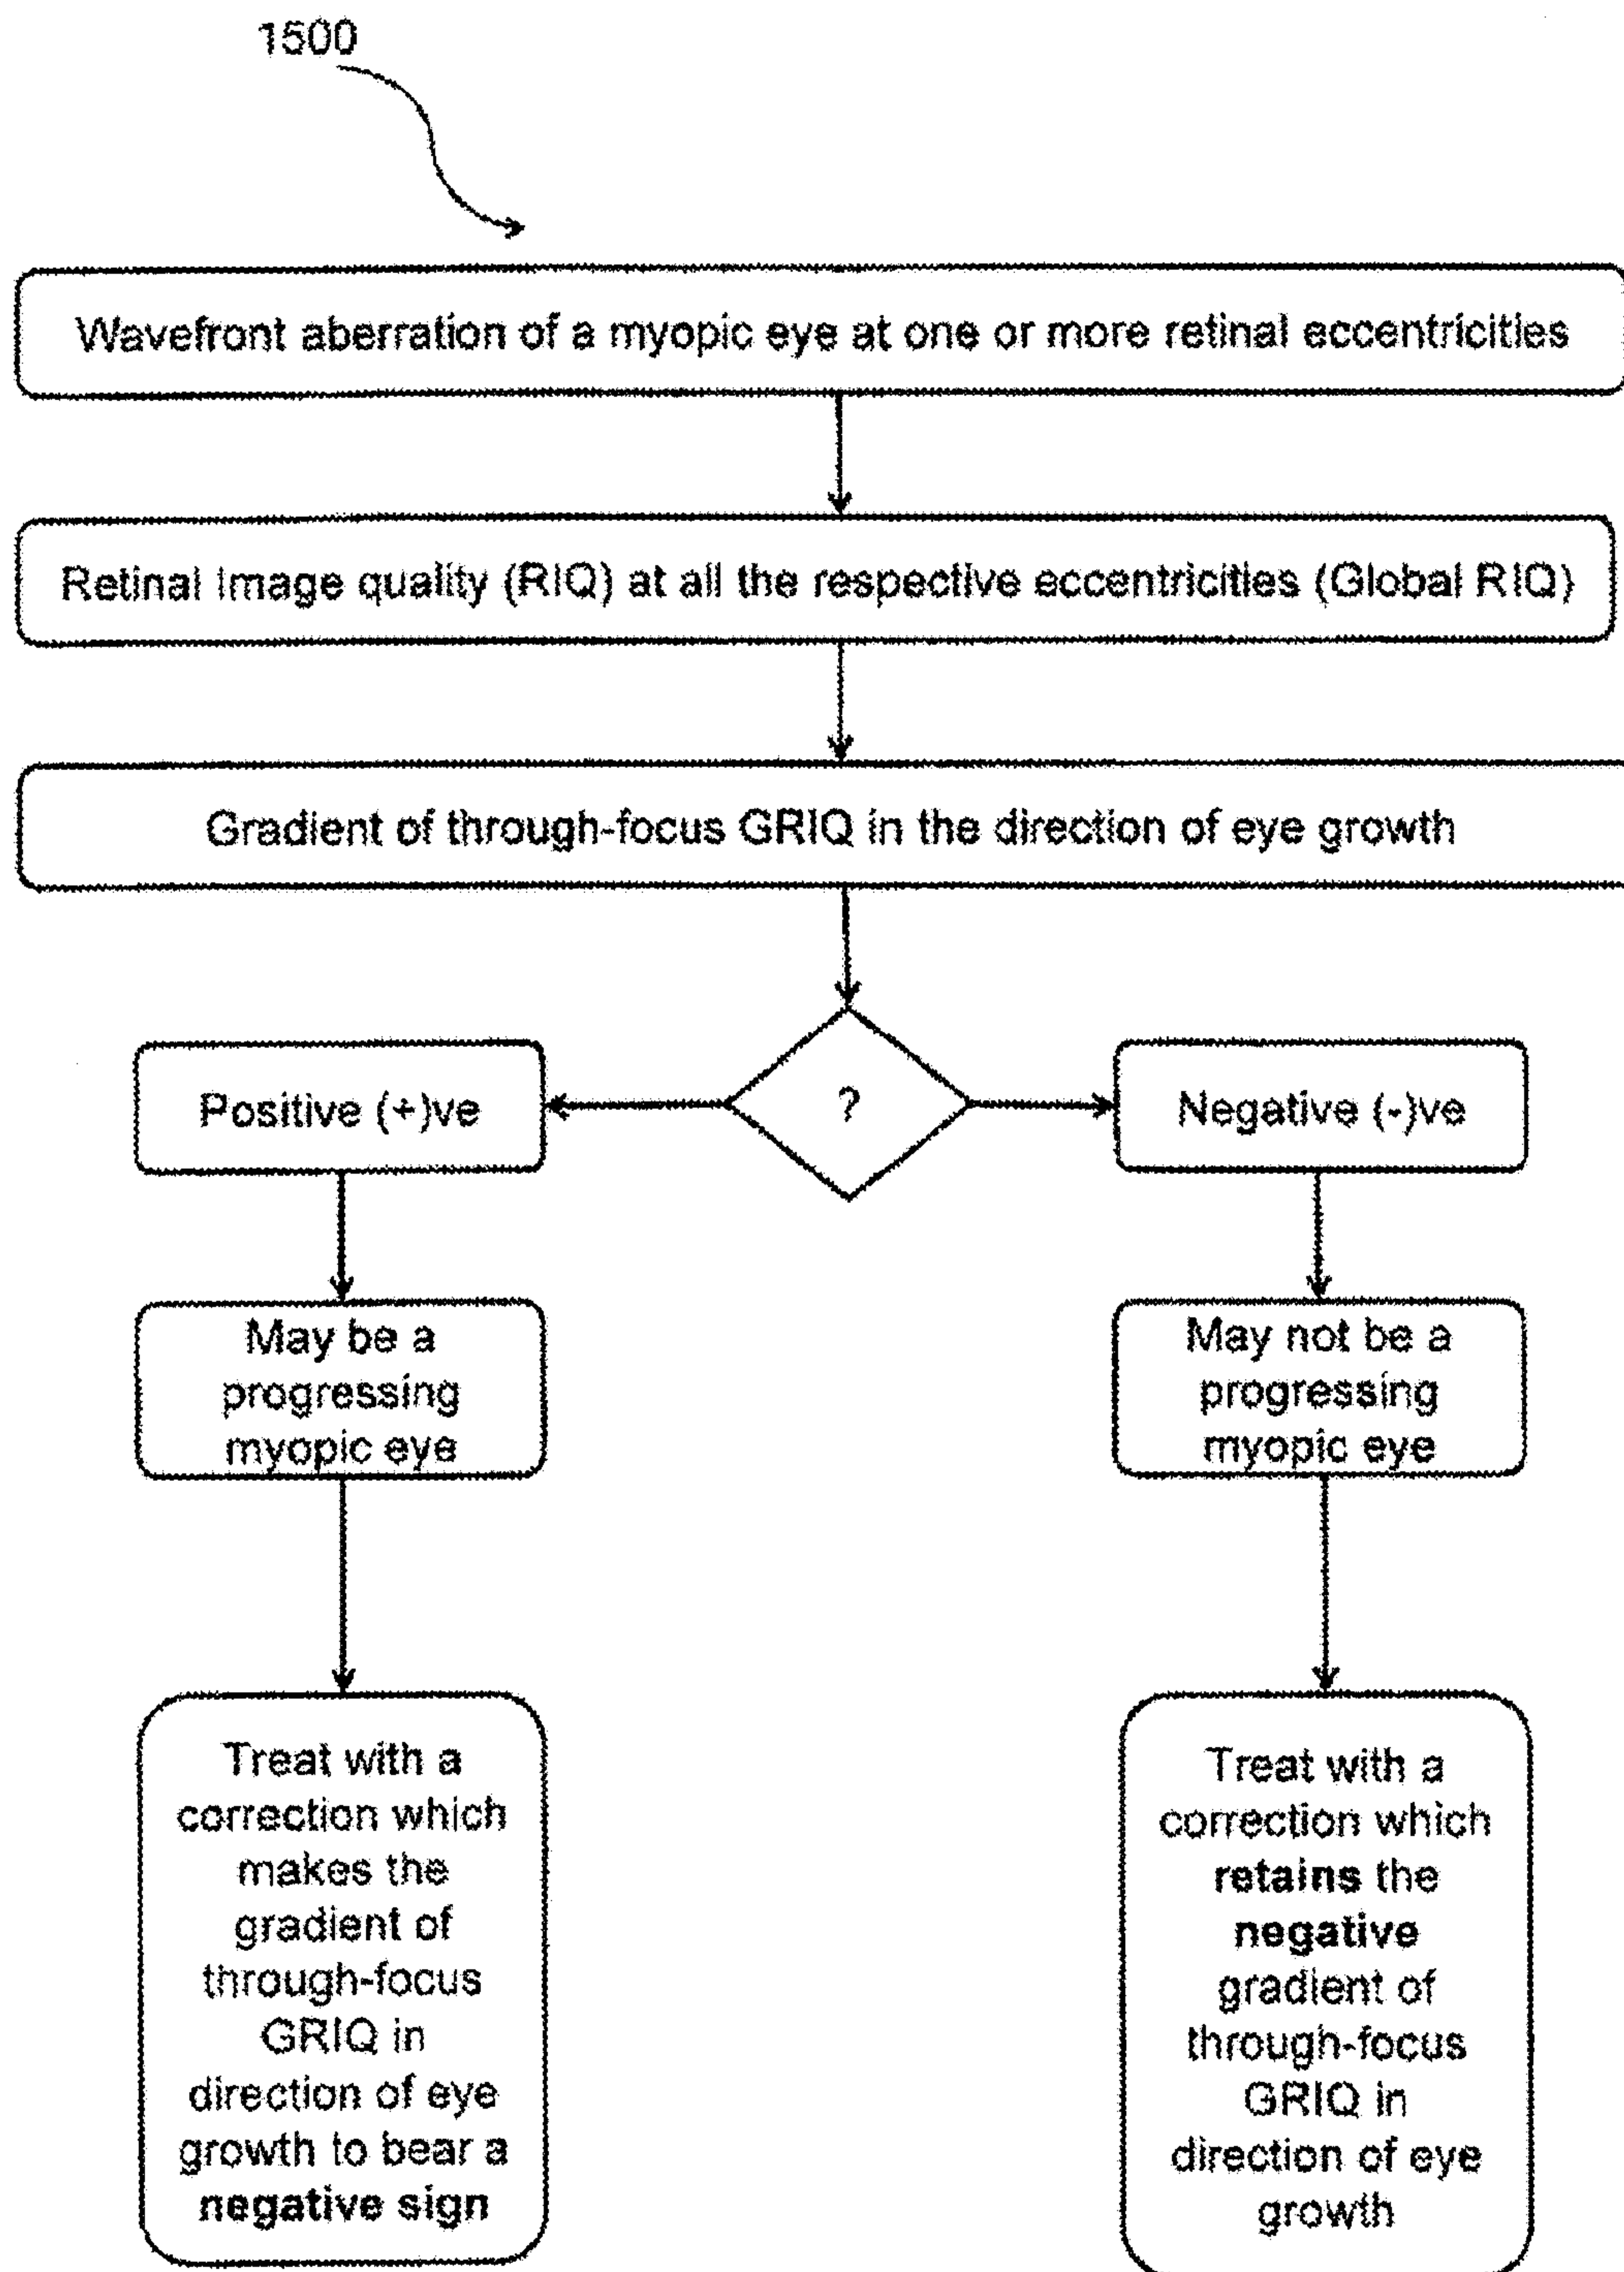 1500
Wavefront aberration of a myopic eye at one or more retinal eccentricities
Retinal Image quality (RIQ) at all the respective eccentricities (Global RIQ)
Gradient of through-focus GRIQ in the direction of eye growth
Positive (+)ve
?
Negative (-)ve
May be a
progressing
myopic eye
May not be a
progressing
myopic eye
Treat with a
correction which
makes the
gradient of
through-focus
GRIQ in
direction of eye
growth to bear a
negative sign
Treat with a
correction which
retains the
negative
gradient of
through-focus
GRIQ in
direction of eye
growth